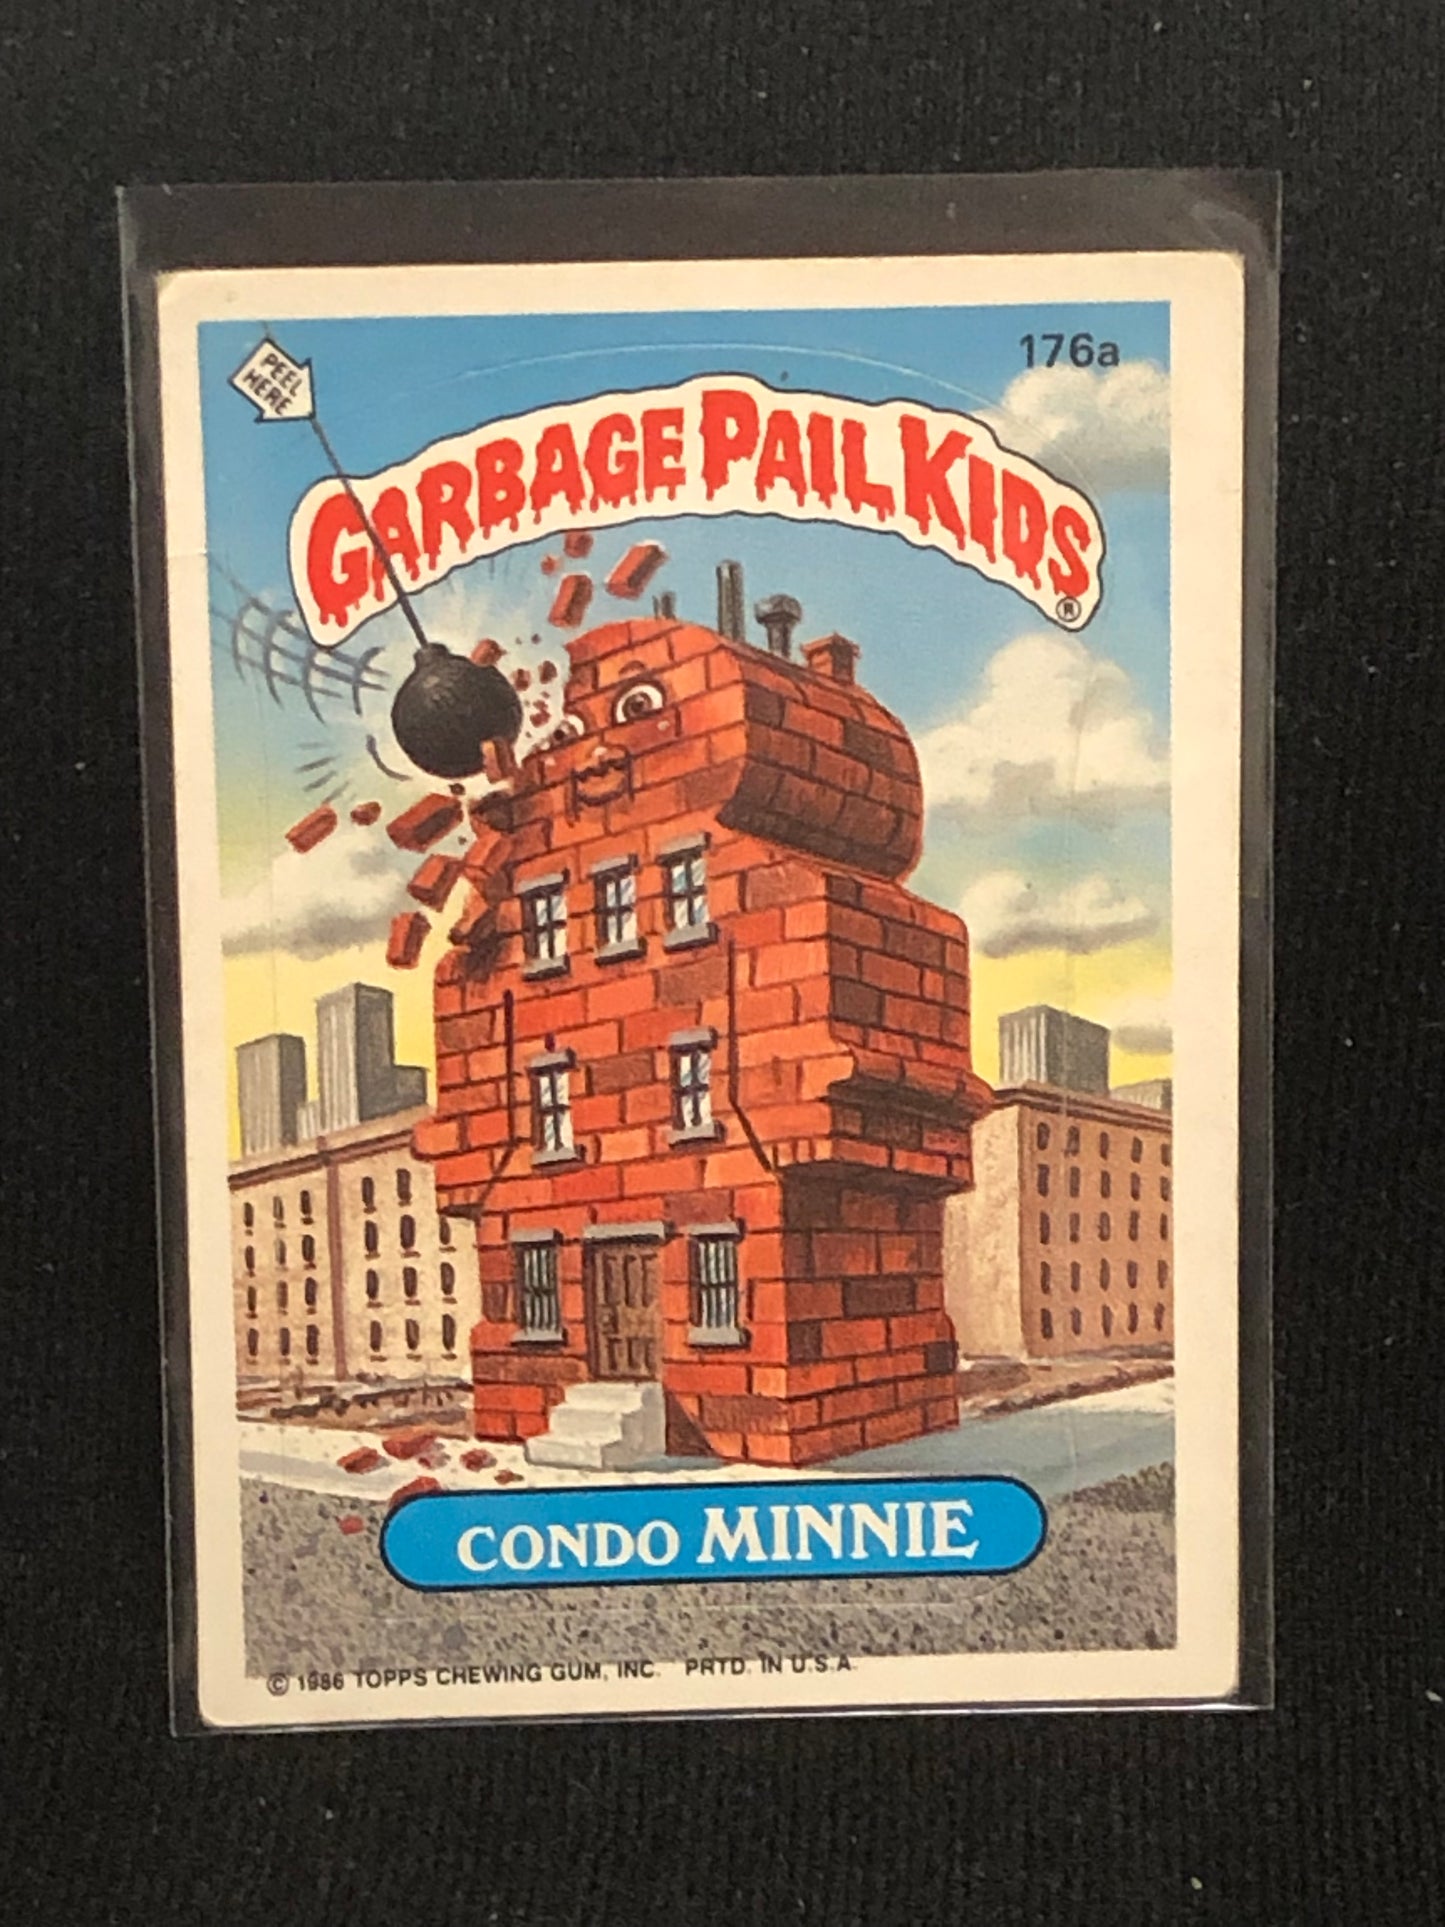 PEEL
HERE
176a
GARBAGE PAIL KIDS
®
CONDO MINNIE
© 1986 TOPPS CHEWING GUM, INC. PRTD. IN U.S.A.